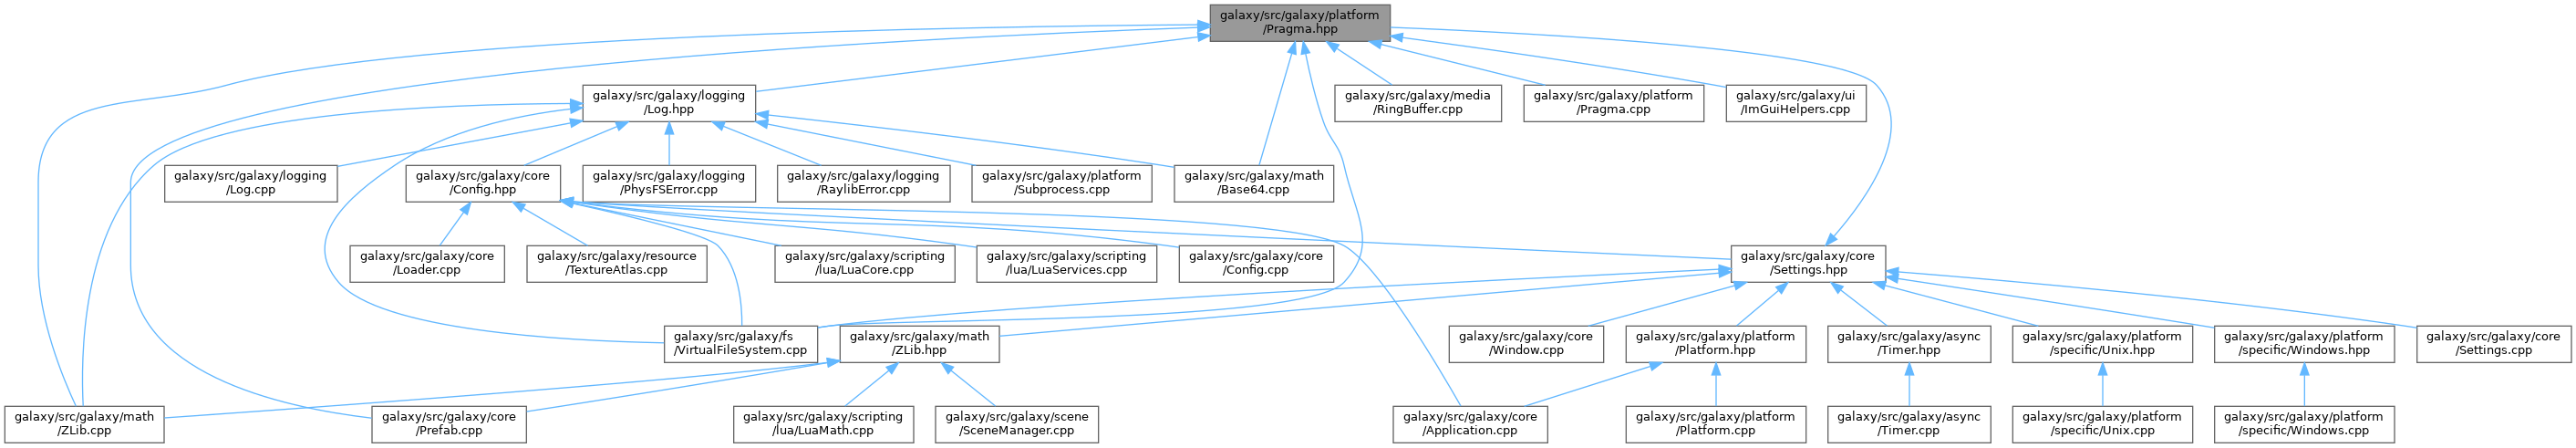 galaxy/src/galaxy/platform
/Pragma.hpp
galaxy/src/galaxy/logging
/Log.hpp
galaxy/src/galaxy/media
/RingBuffer.cpp
galaxy/src/galaxy/platform
/Pragma.cpp
galaxy/src/galaxy/ui
/ImGuiHelpers.cpp
galaxy/src/galaxy/logging
/Log.cpp
galaxy/src/galaxy/core
/Config.hpp
galaxy/src/galaxy/logging
/PhysFSError.cpp
galaxy/src/galaxy/logging
/RaylibError.cpp
galaxy/src/galaxy/platform
/Subprocess.cpp
galaxy/src/galaxy/math
/Base64.cpp
galaxy/src/galaxy/core
/Loader.cpp
galaxy/src/galaxy/resource
/TextureAtlas.cpp
galaxy/src/galaxy/scripting
/lua/LuaCore.cpp
galaxy/src/galaxy/scripting
/lua/LuaServices.cpp
galaxy/src/galaxy/core
/Config.cpp
galaxy/src/galaxy/core
/Settings.hpp
galaxy/src/galaxy/fs
/VirtualFileSystem.cpp
galaxy/src/galaxy/math
/ZLib.hpp
galaxy/src/galaxy/core
/Window.cpp
galaxy/src/galaxy/platform
/Platform.hpp
galaxy/src/galaxy/async
/Timer.hpp
galaxy/src/galaxy/platform
/specific/Unix.hpp
galaxy/src/galaxy/platform
/specific/Windows.hpp
galaxy/src/galaxy/core
/Settings.cpp
galaxy/src/galaxy/math
/ZLib.cpp
galaxy/src/galaxy/core
/Prefab.cpp
galaxy/src/galaxy/scripting
/lua/LuaMath.cpp
galaxy/src/galaxy/scene
/SceneManager.cpp
galaxy/src/galaxy/core
/Application.cpp
galaxy/src/galaxy/platform
/Platform.cpp
galaxy/src/galaxy/async
/Timer.cpp
galaxy/src/galaxy/platform
/specific/Unix.cpp
galaxy/src/galaxy/platform
/specific/Windows.cpp